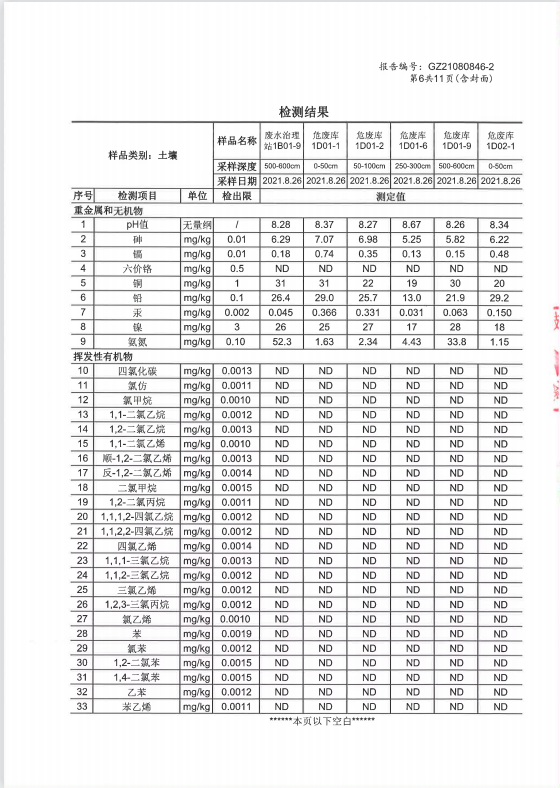 报告编号: GZ21080846-2
第6共11页(含封面)
检测结果
样品类别：土壤 样品名称 废水治理站1B01-9 危废库1D01-1 危废库1D01-2 危废库1D01-6 危废库1D01-9 危废库1D02-1
采样深度 500-600cm 0-50cm 50-100cm 250-300cm 500-600cm 0-50cm
采样日期 2021.8.26 2021.8.26 2021.8.26 2021.8.26 2021.8.26 2021.8.26
序号 检测项目 单位 检出限 测定值
重金属和无机物
1 pH值 无量纲 / 8.28 8.37 8.27 8.67 8.26 8.34
2 砷 mg/kg 0.01 6.29 7.07 6.98 5.25 5.82 6.22
3 镉 mg/kg 0.01 0.18 0.74 0.35 0.13 0.15 0.48
4 六价铬 mg/kg 0.5 ND ND ND ND ND ND
5 铜 mg/kg 1 31 31 22 19 30 20
6 铅 mg/kg 0.1 26.4 29.0 25.7 13.0 21.9 29.2
7 汞 mg/kg 0.002 0.045 0.366 0.331 0.031 0.063 0.150
8 镍 mg/kg 3 26 25 27 17 28 18
9 氨氮 mg/kg 0.10 52.3 1.63 2.34 4.43 33.8 1.15
挥发性有机物
10 四氯化碳 mg/kg 0.0013 ND ND ND ND ND ND
11 氯仿 mg/kg 0.0011 ND ND ND ND ND ND
12 氯甲烷 mg/kg 0.0010 ND ND ND ND ND ND
13 1,1-二氯乙烷 mg/kg 0.0012 ND ND ND ND ND ND
14 1,2-二氯乙烷 mg/kg 0.0013 ND ND ND ND ND ND
15 1,1-二氯乙烯 mg/kg 0.0010 ND ND ND ND ND ND
16 顺-1,2-二氯乙烯 mg/kg 0.0013 ND ND ND ND ND ND
17 反-1,2-二氯乙烯 mg/kg 0.0014 ND ND ND ND ND ND
18 二氯甲烷 mg/kg 0.0015 ND ND ND ND ND ND
19 1,2-二氯丙烷 mg/kg 0.0011 ND ND ND ND ND ND
20 1,1,1,2-四氯乙烷 mg/kg 0.0012 ND ND ND ND ND ND
21 1,1,2,2-四氯乙烷 mg/kg 0.0012 ND ND ND ND ND ND
22 四氯乙烯 mg/kg 0.0014 ND ND ND ND ND ND
23 1,1,1-三氯乙烷 mg/kg 0.0013 ND ND ND ND ND ND
24 1,1,2-三氯乙烷 mg/kg 0.0012 ND ND ND ND ND ND
25 三氯乙烯 mg/kg 0.0012 ND ND ND ND ND ND
26 1,2,3-三氯丙烷 mg/kg 0.0012 ND ND ND ND ND ND
27 氯乙烯 mg/kg 0.0010 ND ND ND ND ND ND
28 苯 mg/kg 0.0019 ND ND ND ND ND ND
29 氯苯 mg/kg 0.0012 ND ND ND ND ND ND
30 1,2-二氯苯 mg/kg 0.0015 ND ND ND ND ND ND
31 1,4-二氯苯 mg/kg 0.0015 ND ND ND ND ND ND
32 乙苯 mg/kg 0.0012 ND ND ND ND ND ND
33 苯乙烯 mg/kg 0.0011 ND ND ND ND ND ND
******本页以下空白******